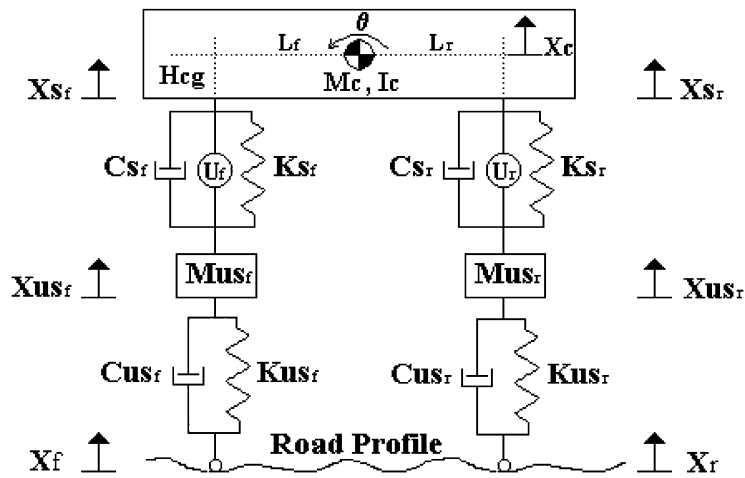 θ
Lf Lr
Xc
Hcg
Mc, Ic
Xsf Xsr
Csf Uf Ksf Csr Ur Ksr
Xusf Musf Musr Xusr
Cusf Kusf Cusr Kusr
Road Profile
Xf Xr